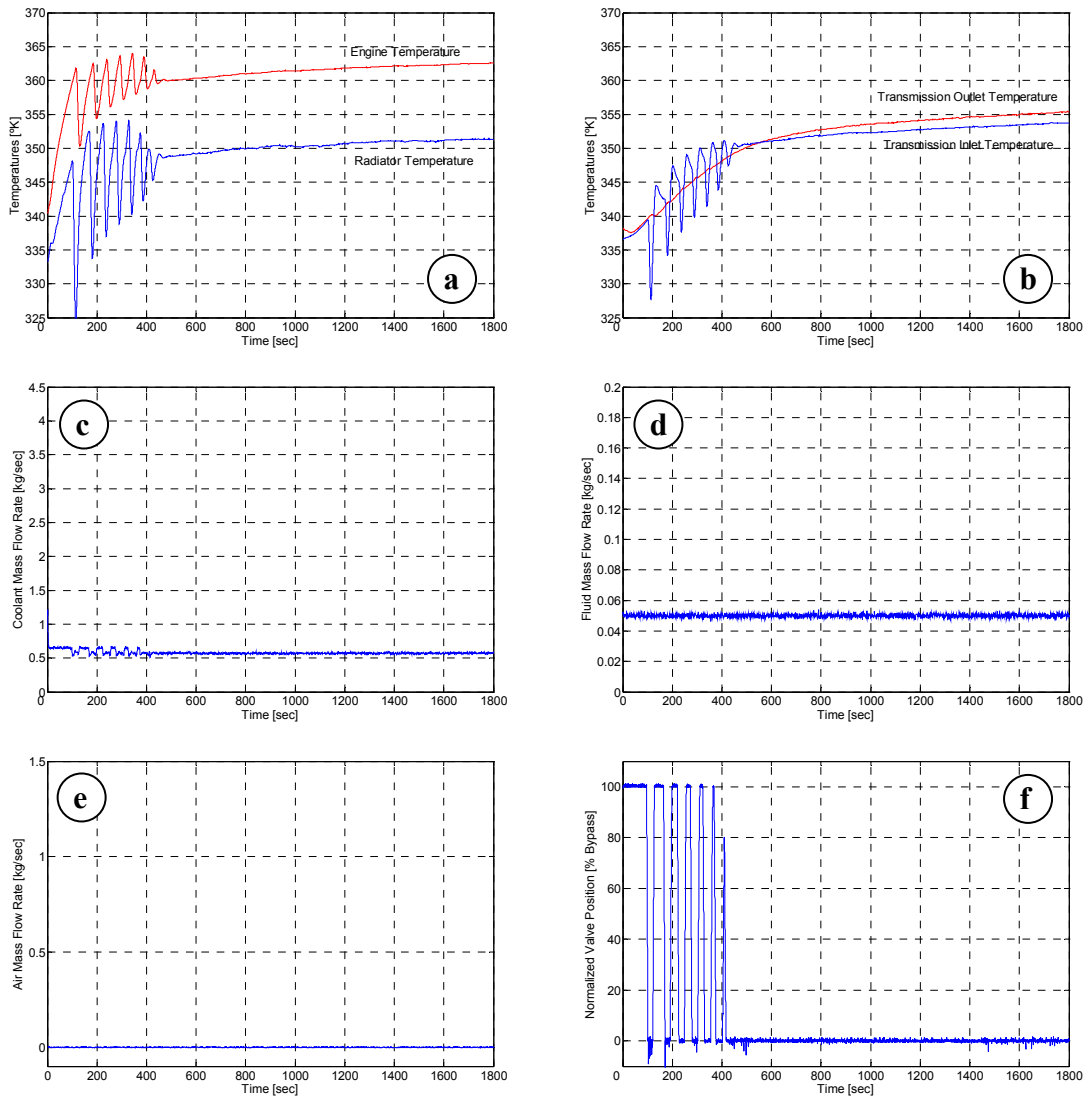 370
365
360
355
350
345
340
335
330
325
Temperatures [ºK]
Engine Temperature
Radiator Temperature
a
0 200 400 600 800 1000 1200 1400 1600 1800
Time [sec]
370
365
360
355
350
345
340
335
330
325
Temperatures [ºK]
Transmission Outlet Temperature
Transmission Inlet Temperature
b
0 200 400 600 800 1000 1200 1400 1600 1800
Time [sec]
4.5
4
3.5
3
2.5
2
1.5
1
0.5
0
Coolant Mass Flow Rate [kg/sec]
c
0 200 400 600 800 1000 1200 1400 1600 1800
Time [sec]
0.2
0.18
0.16
0.14
0.12
0.10
0.08
0.06
0.04
0.02
0
Fluid Mass Flow Rate [kg/sec]
d
0 200 400 600 800 1000 1200 1400 1600 1800
Time [sec]
1.5
1
0.5
0
Air Mass Flow Rate [kg/sec]
e
0 200 400 600 800 1000 1200 1400 1600 1800
Time [sec]
100
80
60
40
20
0
Normalized Valve Position [% Bypass]
f
0 200 400 600 800 1000 1200 1400 1600 1800
Time [sec]